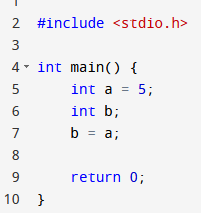 1
2 #include <stdio.h>
3
4 int main() {
5     int a = 5;
6     int b;
7     b = a;
8
9     return 0;
10 }